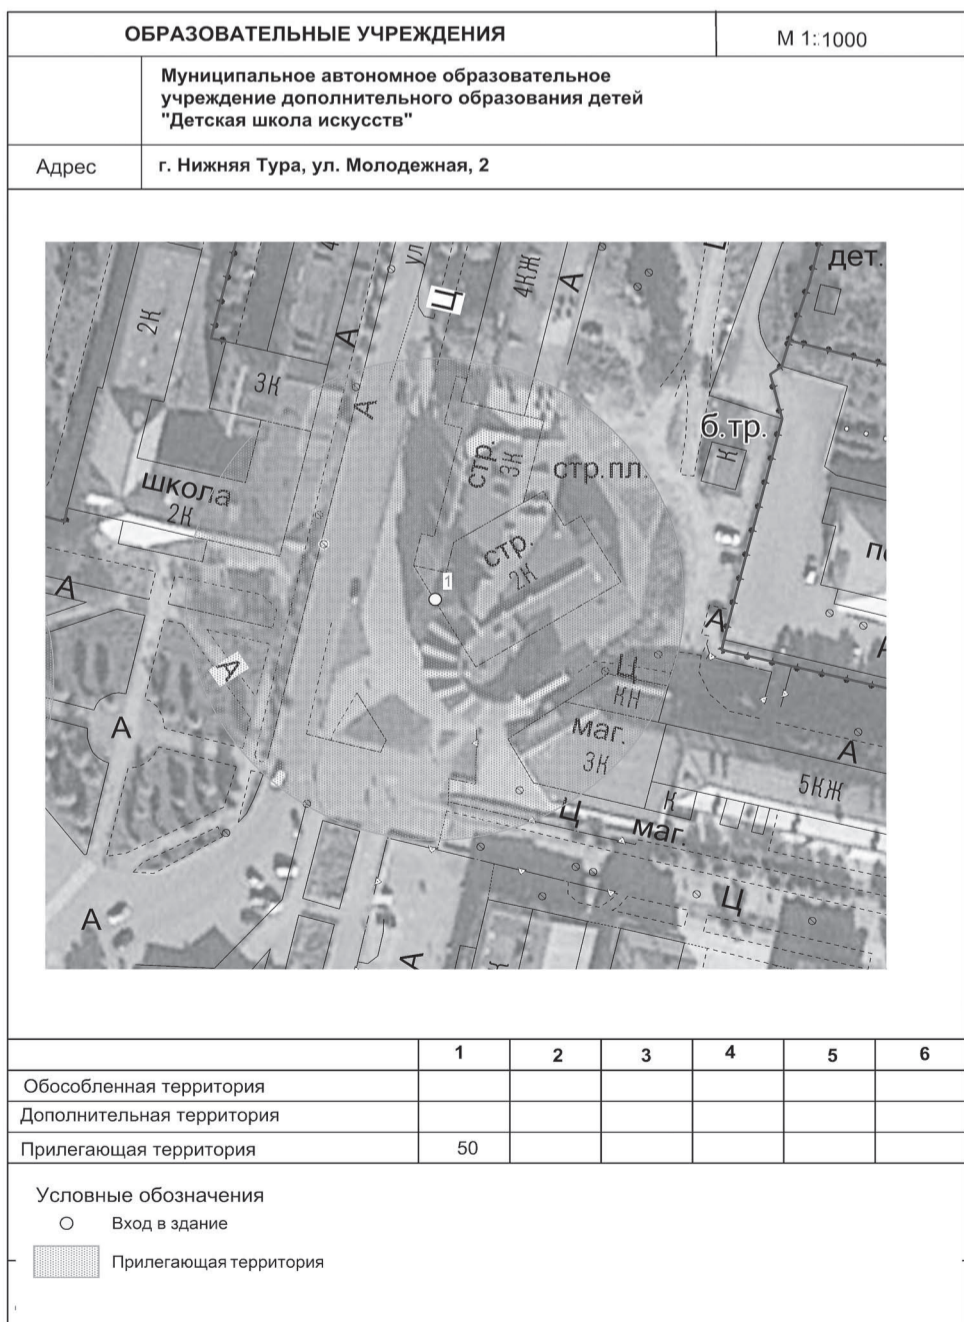 ОБРАЗОВАТЕЛЬНЫЕ УЧРЕЖДЕНИЯ
М 1:1000
Муниципальное автономное образовательное
учреждение дополнительного образования детей
"Детская школа искусств"
Адрес
г. Нижняя Тура, ул. Молодежная, 2
дет.
ул
4КЖ
А
Ц
2К
А
3К
А
б.тр.
К
стр.
3К
стр.пл.
школа
2К
стр.
2К
1
А
А
А
Ц
КН
А
маг.
3К
А
5КЖ
К
Ц
маг.
Ц
А
А
К
1 2 3 4 5 6
Обособленная территория
Дополнительная территория
Прилегающая территория 50
Условные обозначения
Вход в здание
Прилегающая территория